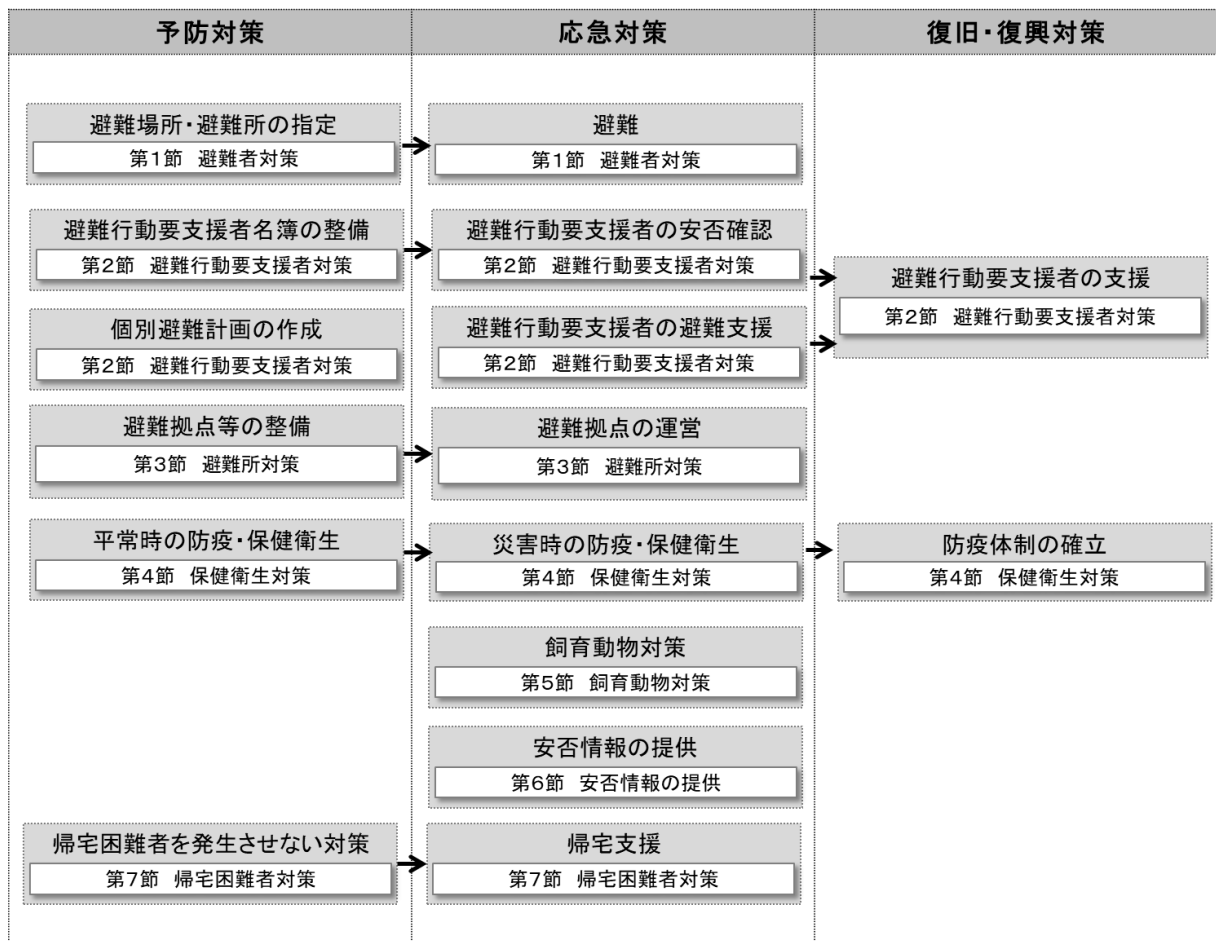 予防対策
応急対策
復旧・復興対策
避難場所・避難所の指定
第1節 避難者対策
避難
第1節 避難者対策
避難行動要支援者名簿の整備
第2節 避難行動要支援者対策
避難行動要支援者の安否確認
第2節 避難行動要支援者対策
避難行動要支援者の支援
第2節 避難行動要支援者対策
個別避難計画の作成
第2節 避難行動要支援者対策
避難行動要支援者の避難支援
第2節 避難行動要支援者対策
避難拠点等の整備
第3節 避難所対策
避難拠点の運営
第3節 避難所対策
平常時の防疫・保健衛生
第4節 保健衛生対策
災害時の防疫・保健衛生
第4節 保健衛生対策
防疫体制の確立
第4節 保健衛生対策
飼育動物対策
第5節 飼育動物対策
安否情報の提供
第6節 安否情報の提供
帰宅困難者を発生させない対策
第7節 帰宅困難者対策
帰宅支援
第7節 帰宅困難者対策